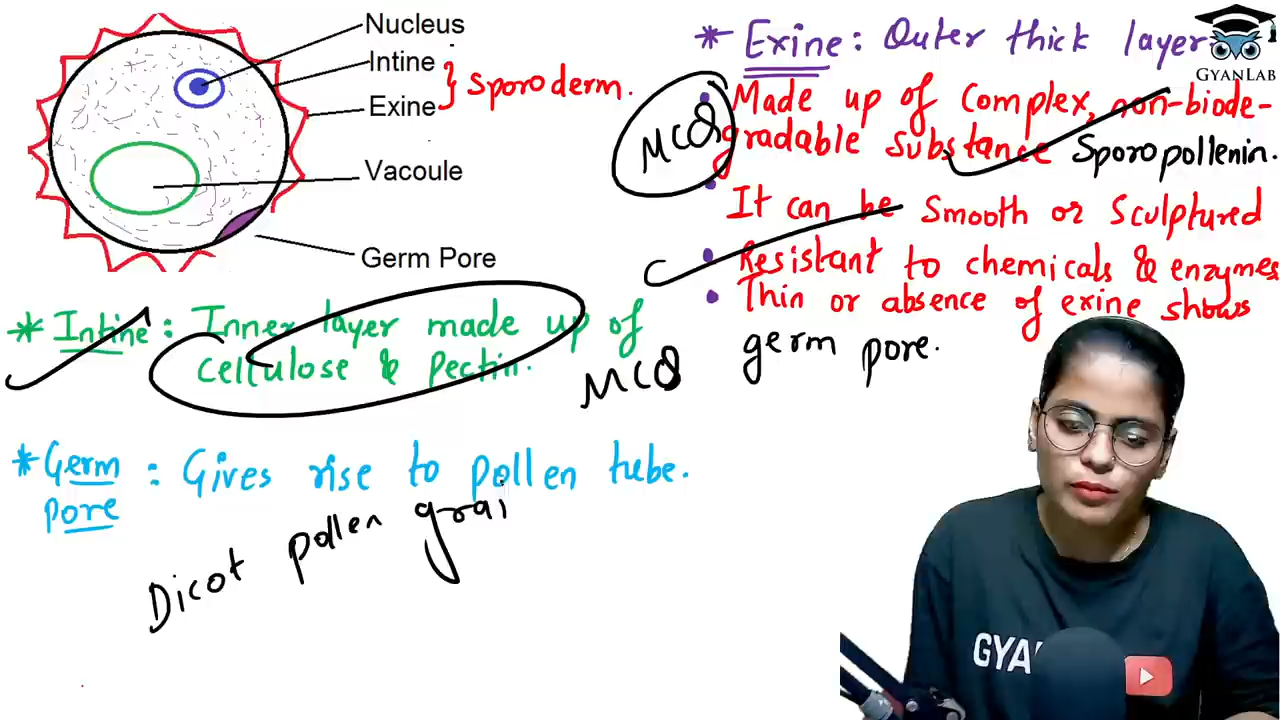 Nucleus
Intine
Exine
} Sporoderm.
Vacoule
Germ Pore
* Intine : Inner layer made up of
cellulose & Pectin.
MCQ
* Germ pore : Gives rise to pollen tube.
Dicot pollen grai
* Exine : Outer thick layer
GYANLAB
MCQ
• Made up of complex, non-biode-
gradable substance Sporopollenin.
• It can be smooth or sculptured
• Resistant to chemicals & enzymes
• Thin or absence of exine shows
germ pore.
GYA